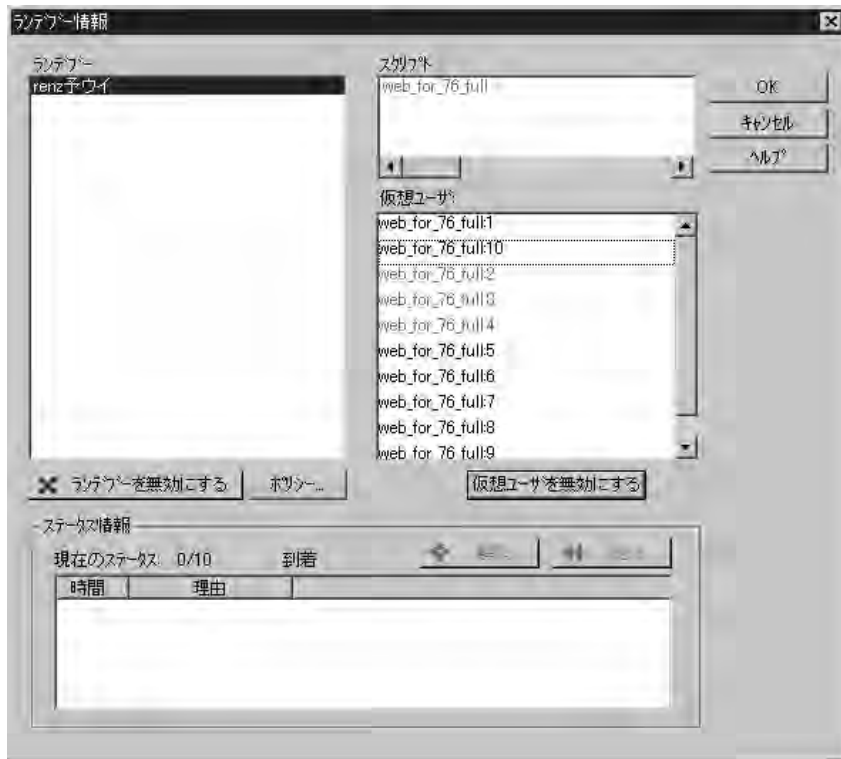 ランデブー情報
ランデブー
renz予ウイ
スクリプト
web_for_76_full
OK
キャンセル
ヘルプ
仮想ユーザ:
web_for_76_full:1
web_for_76_full:10
web_for_76_full:2
web_for_76_full:3
web_for_76_full:4
web_for_76_full:5
web_for_76_full:6
web_for_76_full:7
web_for_76_full:8
web_for_76_full:9
ランデブーを無効にする
ポリシー...
仮想ユーザを無効にする
ステータス情報
現在のステータス: 0/10 到着
時間 理由